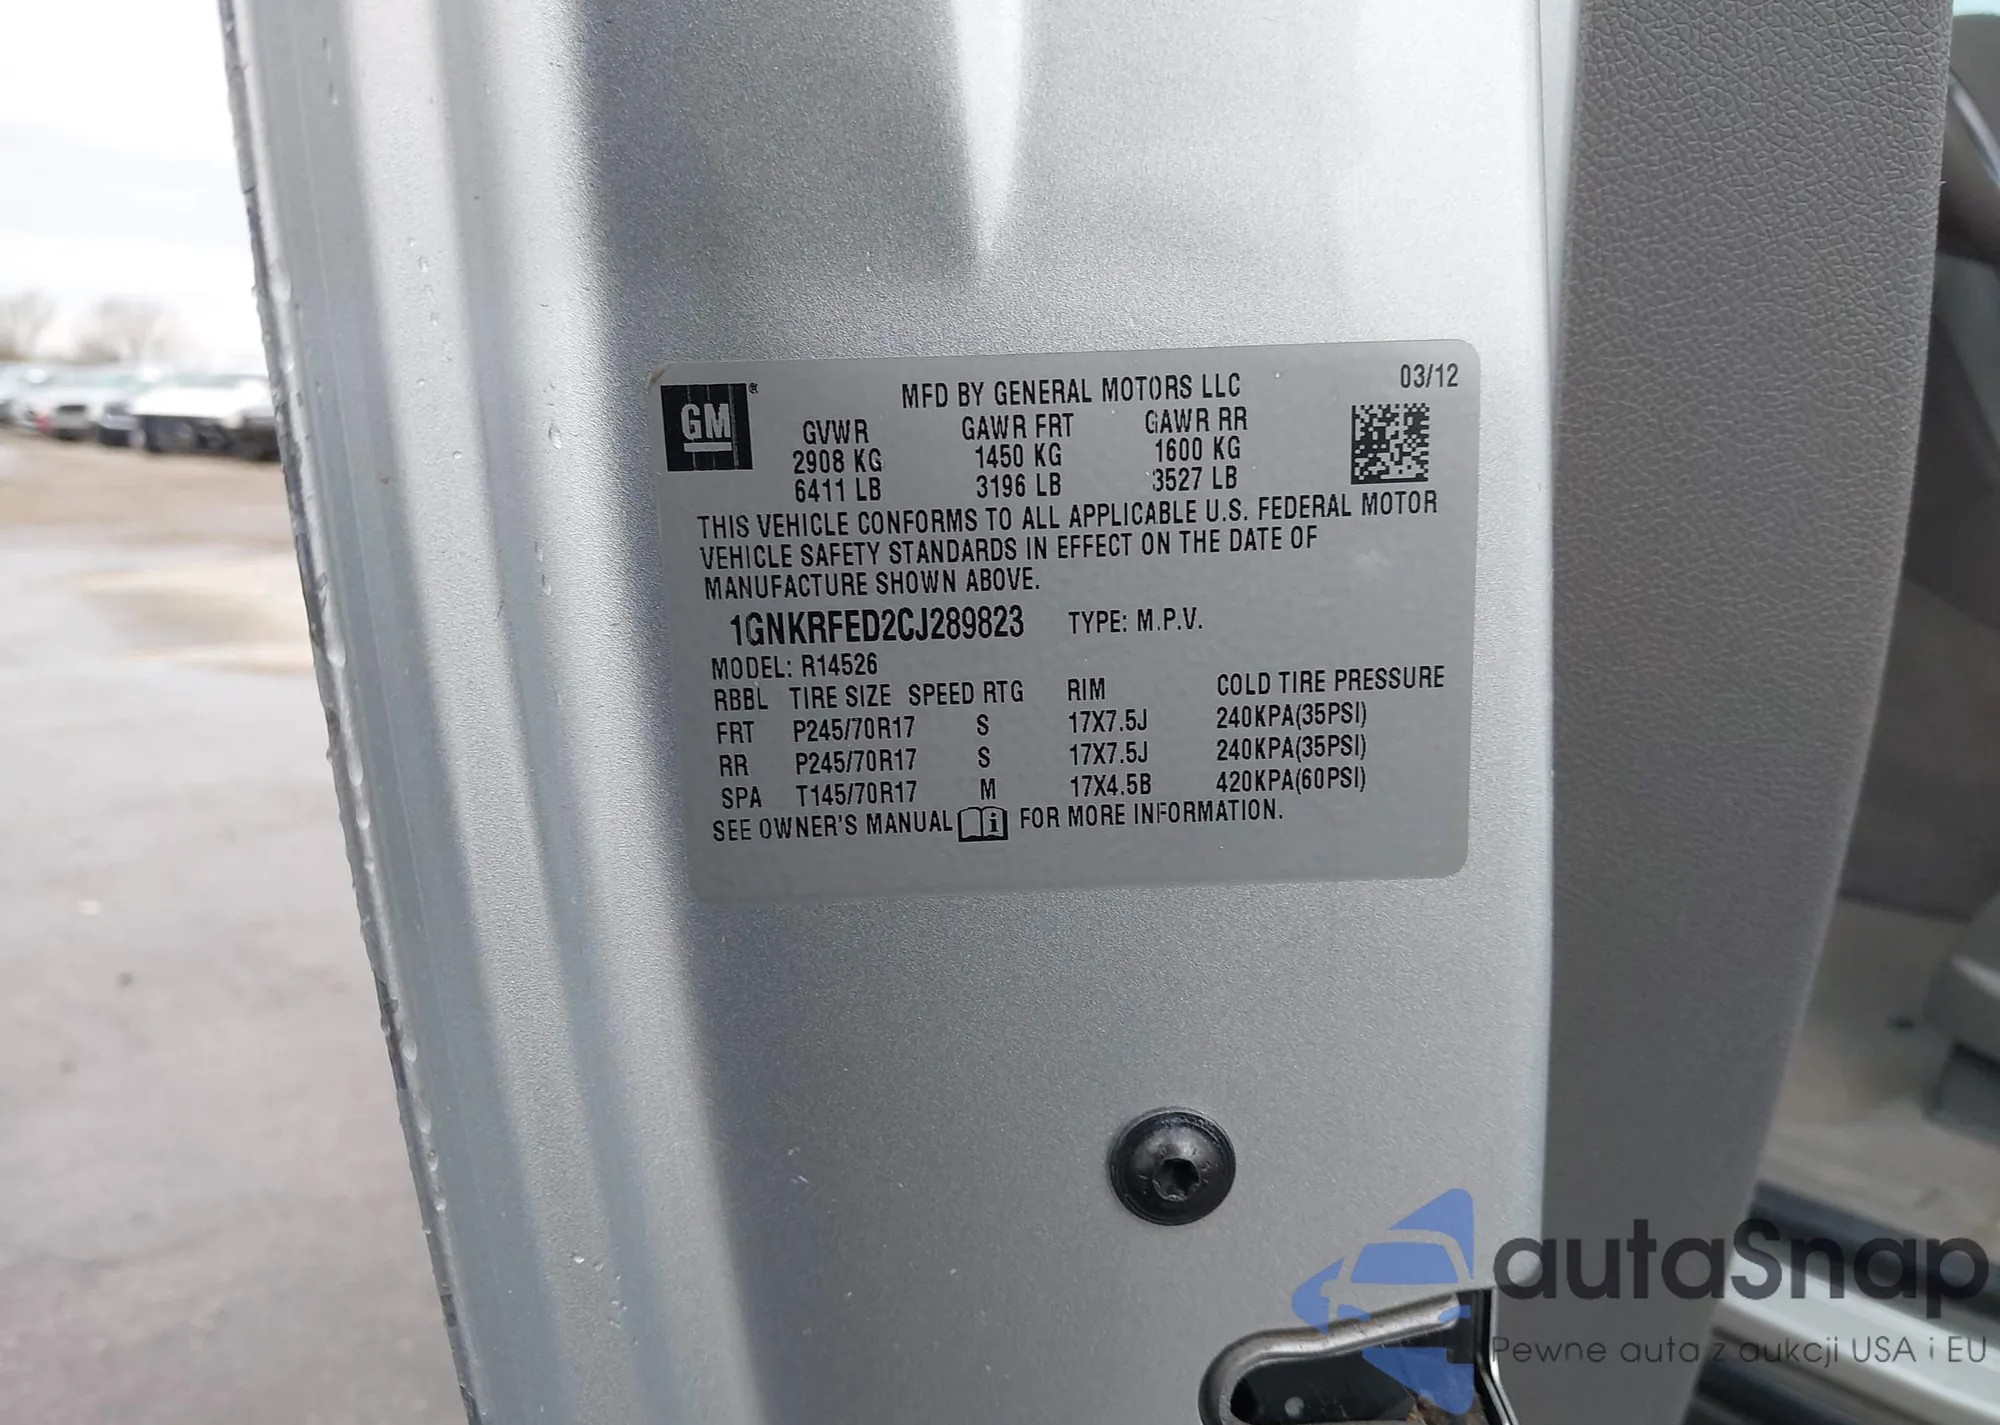 GM
®
MFD BY GENERAL MOTORS LLC
03/12
GVWR GAWR FRT GAWR RR
2908 KG 1450 KG 1600 KG
6411 LB 3196 LB 3527 LB
THIS VEHICLE CONFORMS TO ALL APPLICABLE U.S. FEDERAL MOTOR
VEHICLE SAFETY STANDARDS IN EFFECT ON THE DATE OF
MANUFACTURE SHOWN ABOVE.
1GNKRFED2CJ289823 TYPE: M.P.V.
MODEL: R14526
RBBL TIRE SIZE SPEED RTG RIM COLD TIRE PRESSURE
FRT P245/70R17 S 17X7.5J 240KPA(35PSI)
RR P245/70R17 S 17X7.5J 240KPA(35PSI)
SPA T145/70R17 M 17X4.5B 420KPA(60PSI)
SEE OWNER'S MANUAL i FOR MORE INFORMATION.
autaSnap
Pewne auta z aukcji USA i EU